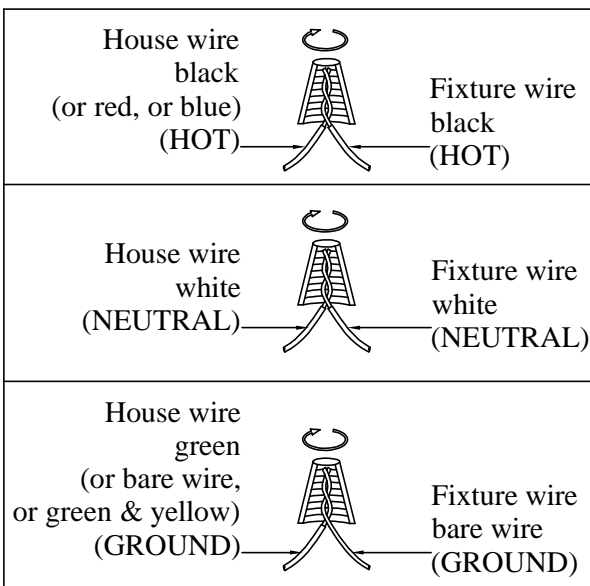 House wire
black
(or red, or blue)
(HOT)
Fixture wire
black
(HOT)
House wire
white
(NEUTRAL)
Fixture wire
white
(NEUTRAL)
House wire
green
(or bare wire,
or green & yellow)
(GROUND)
Fixture wire
bare wire
(GROUND)